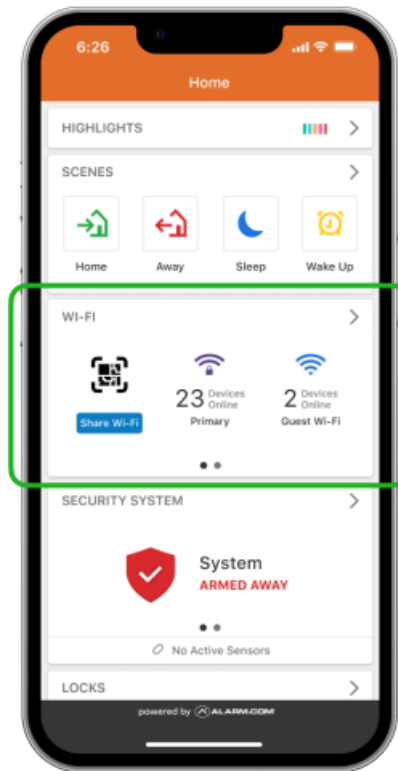 6:26
Home
HIGHLIGHTS
SCENES
Home Away Sleep Wake Up
WI-FI
Share Wi-Fi
23 Devices Online
Primary
2 Devices Online
Guest Wi-Fi
SECURITY SYSTEM
System
ARMED AWAY
No Active Sensors
LOCKS
powered by ALARM.COM